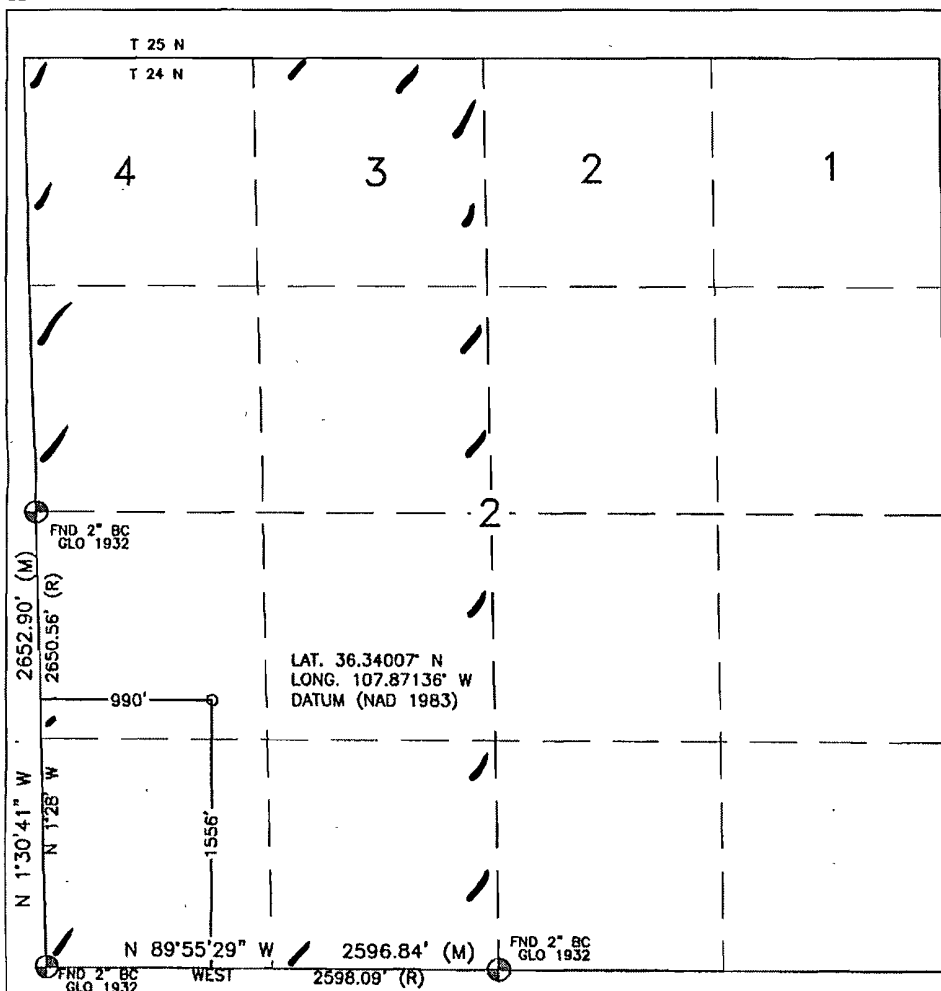 T 25 N
T 24 N
4
3
2
1
2
FND 2" BC
GLO 1932
2652.90' (M)
2650.56' (R)
LAT. 36.34007° N
LONG. 107.87136° W
DATUM (NAD 1983)
990'
1556'
N 1°30'41" W
N 1°28' W
N 89°55'29" W 2596.84' (M)
WEST 2598.09' (R)
FND 2" BC
GLO 1932
FND 2" BC
GLO 1932